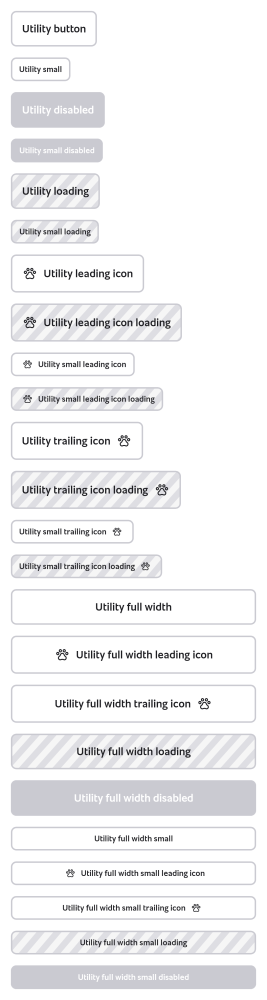 Utility button
Utility small
Utility disabled
Utility small disabled
Utility loading
Utility small loading
Utility leading icon
Utility leading icon loading
Utility small leading icon
Utility small leading icon loading
Utility trailing icon
Utility trailing icon loading
Utility small trailing icon
Utility small trailing icon loading
Utility full width
Utility full width leading icon
Utility full width trailing icon
Utility full width loading
Utility full width disabled
Utility full width small
Utility full width small leading icon
Utility full width small trailing icon
Utility full width small loading
Utility full width small disabled